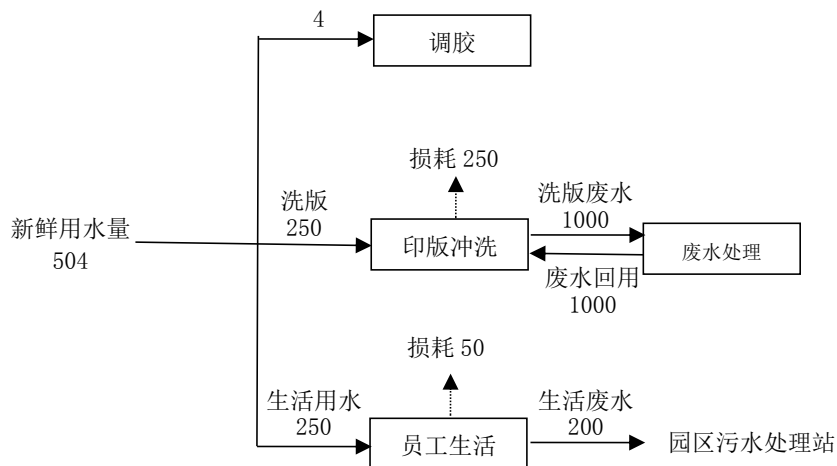 4
调胶
损耗 250
洗版
250
洗版废水
1000
新鲜用水量
504
印版冲洗
废水处理
废水回用
1000
损耗 50
生活用水
250
生活废水
200
员工生活
园区污水处理站